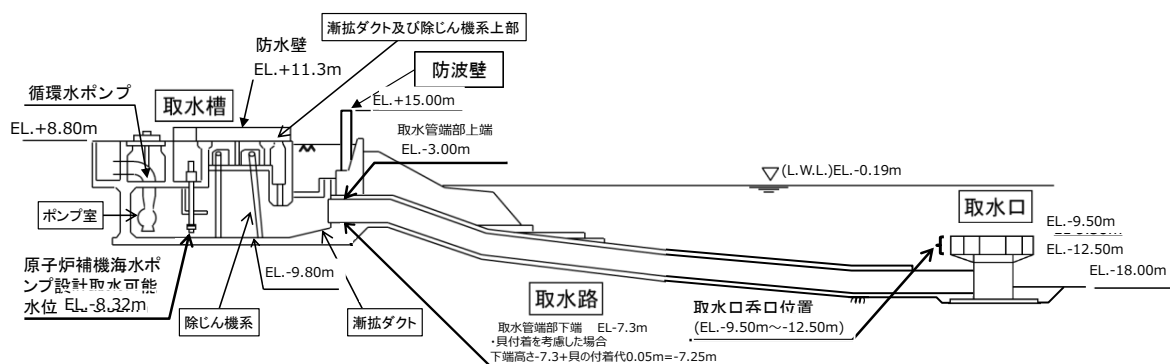 漸拡ダクト及び除じん機系上部
防水壁
EL.+11.3m
防波壁
EL.+15.00m
循環水ポンプ
取水槽
EL.+8.80m
取水管端部上端
EL.-3.00m
(L.W.L.)EL.-0.19m
取水口
EL.-9.50m
EL.-12.50m
EL.-18.00m
ポンプ室
原子炉補機海水ポ
ンプ設計取水可能
水位 EL.-8.32m
EL.-9.80m
除じん機系
漸拡ダクト
取水路
取水管端部下端 EL-7.3m
・貝付着を考慮した場合
下端高さ-7.3+貝の付着代0.05m=-7.25m
取水口呑口位置
(EL.-9.50m～-12.50m)